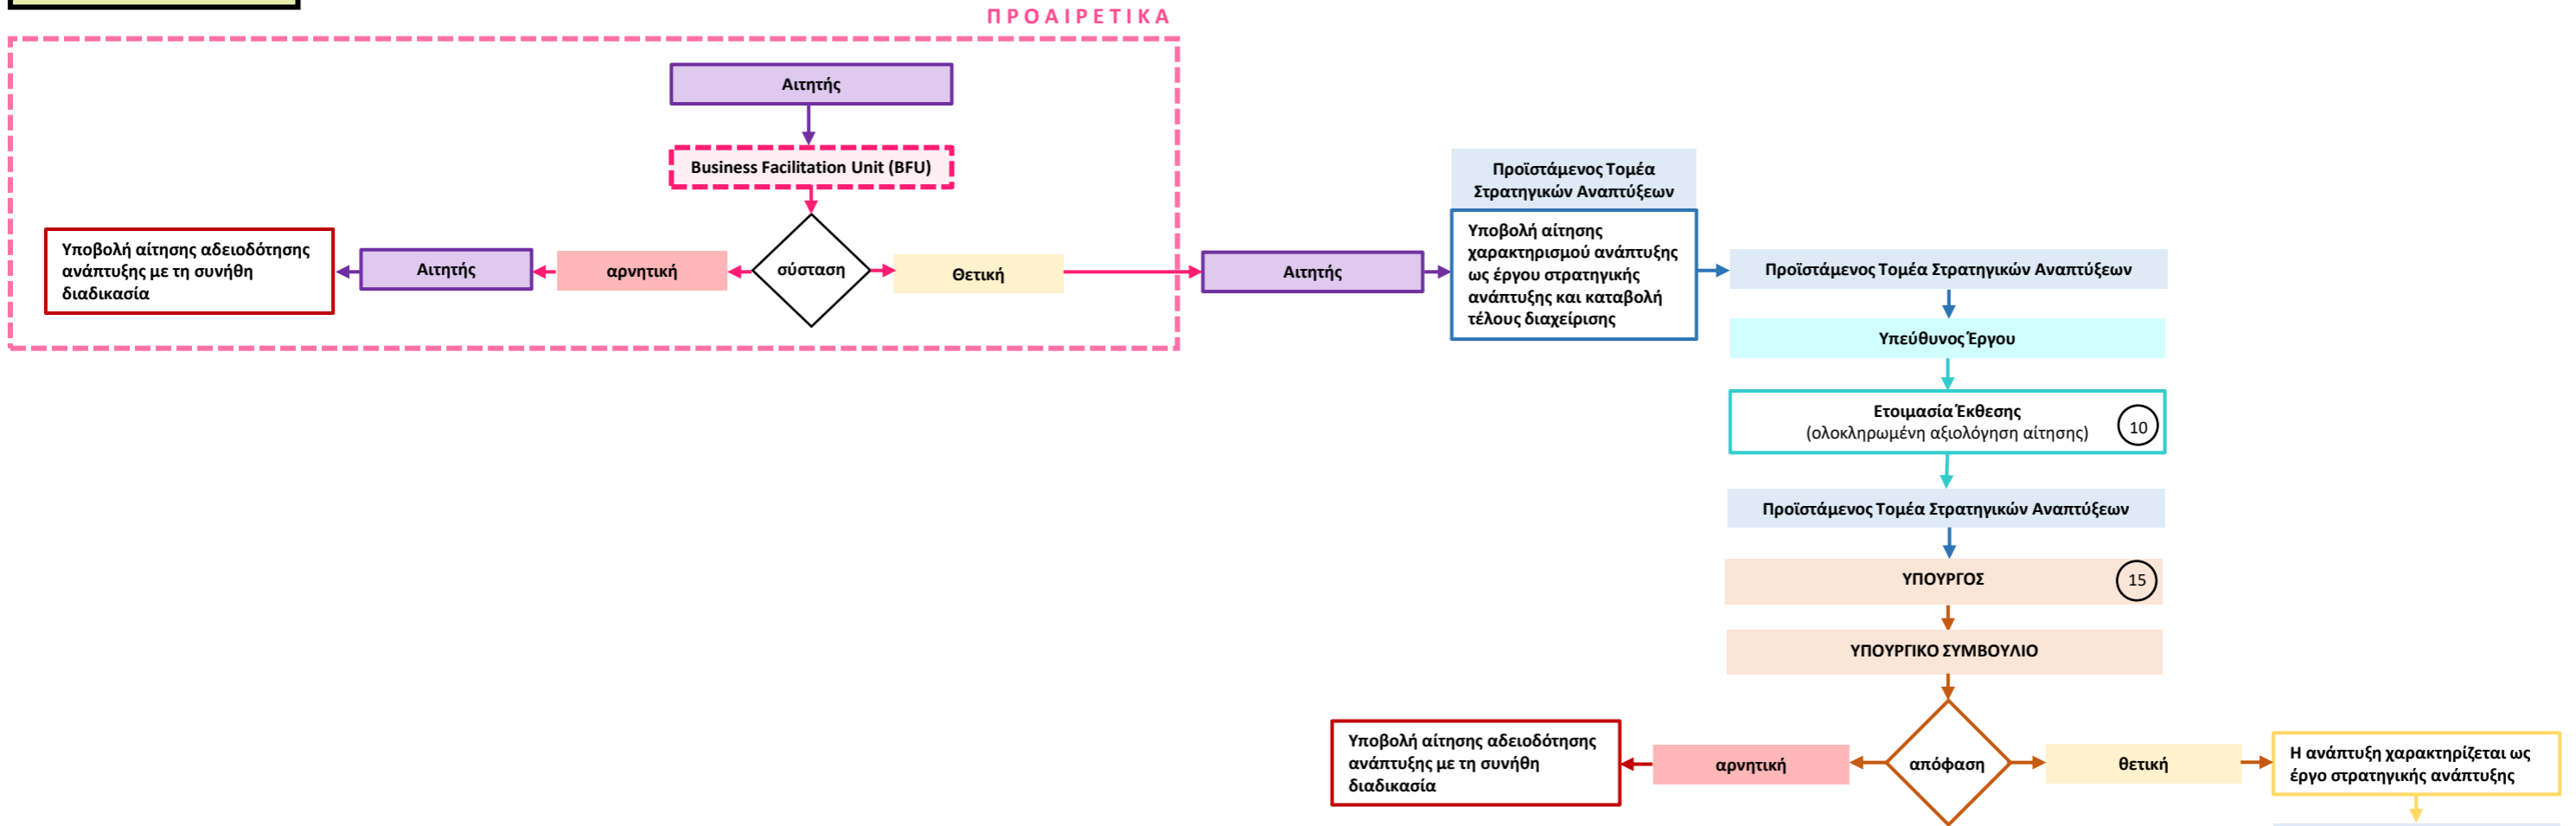 ΠΡΟΑΙΡΕΤΙΚΑ
Αιτητής
Business Facilitation Unit (BFU)
Υποβολή αίτησης αδειοδότησης
ανάπτυξης με τη συνήθη
διαδικασία
Αιτητής
αρνητική
σύσταση
Θετική
Αιτητής
Προϊστάμενος Τομέα
Στρατηγικών Αναπτύξεων
Υποβολή αίτησης
χαρακτηρισμού ανάπτυξης
ως έργου στρατηγικής
ανάπτυξης και καταβολή
τέλους διαχείρισης
Προϊστάμενος Τομέα Στρατηγικών Αναπτύξεων
Υπεύθυνος Έργου
Ετοιμασία Έκθεσης
(ολοκληρωμένη αξιολόγηση αίτησης)
10
Προϊστάμενος Τομέα Στρατηγικών Αναπτύξεων
ΥΠΟΥΡΓΟΣ
15
ΥΠΟΥΡΓΙΚΟ ΣΥΜΒΟΥΛΙΟ
Υποβολή αίτησης αδειοδότησης
ανάπτυξης με τη συνήθη
διαδικασία
αρνητική
απόφαση
θετική
Η ανάπτυξη χαρακτηρίζεται ως
έργο στρατηγικής ανάπτυξης